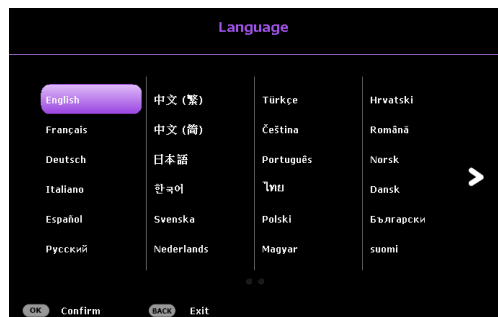 Language
English
Français
Deutsch
Italiano
Español
Русский
中文 (繁)
中文 (简)
日本語
한국어
Svenska
Nederlands
Türkçe
Čeština
Português
ไทย
Polski
Magyar
Hrvatski
Română
Norsk
Dansk
Български
suomi
OK Confirm BACK Exit